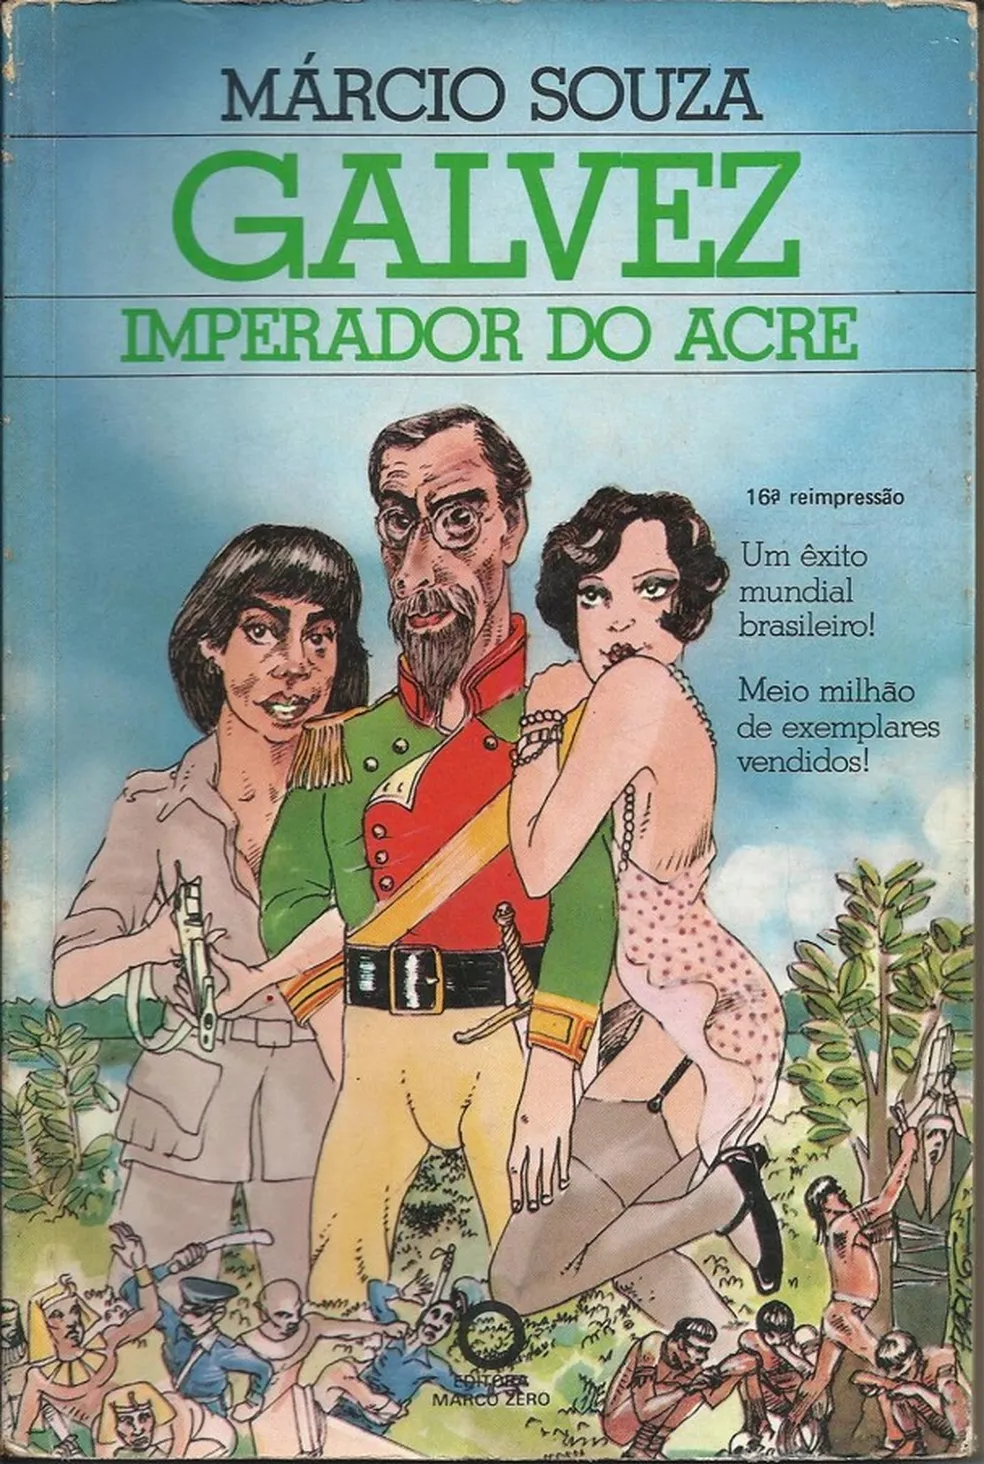 MÁRCIO SOUZA
GALVEZ
IMPERADOR DO ACRE
16ª reimpressão
Um êxito
mundial
brasileiro!
Meio milhão
de exemplares
vendidos!
EDITORA
MARCO ZERO